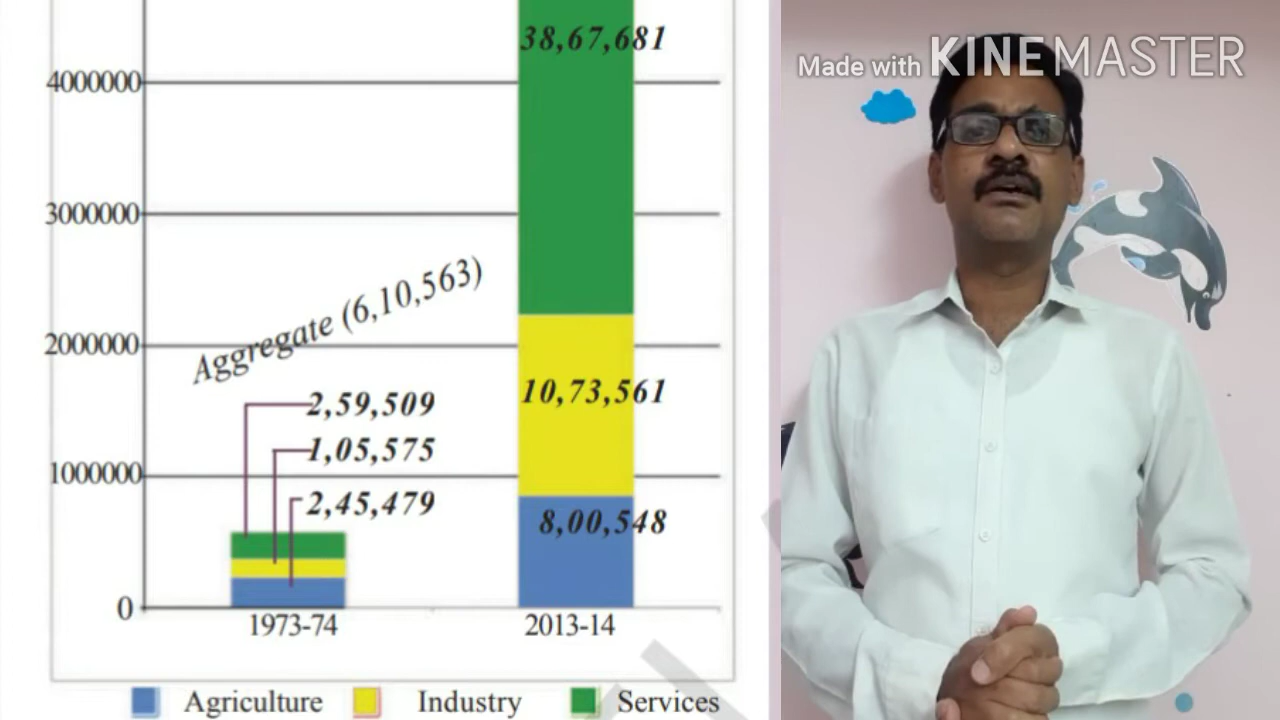 38,67,681
4000000
3000000
Aggregate (6,10,563)
2000000
2,59,509
10,73,561
1,05,575
1000000
2,45,479
8,00,548
0
1973-74
2013-14
Agriculture
Industry
Services
Made with KINEMASTER